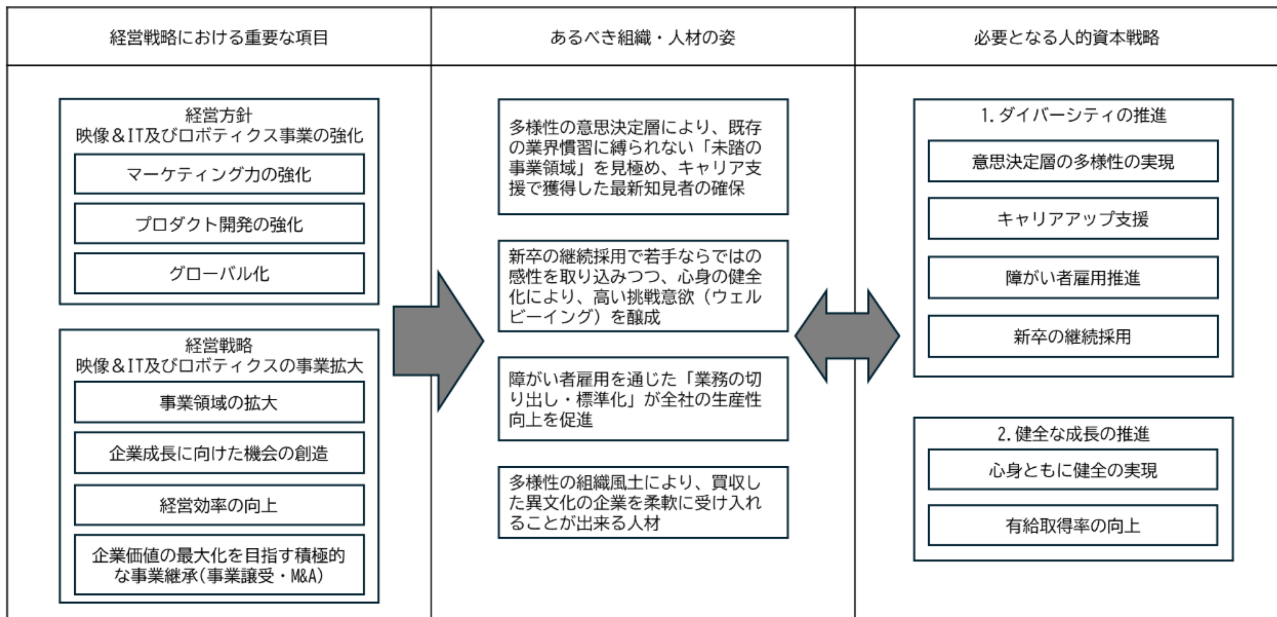 経営戦略における重要な項目
あるべき組織・人材の姿
必要となる人的資本戦略
経営方針
映像＆IT及びロボティクス事業の強化
マーケティング力の強化
プロダクト開発の強化
グローバル化
経営戦略
映像＆IT及びロボティクスの事業拡大
事業領域の拡大
企業成長に向けた機会の創造
経営効率の向上
企業価値の最大化を目指す積極的
な事業継承(事業譲受・M&A)
多様性の意思決定層により、既存
の業界慣習に縛られない「未踏の
事業領域」を見極め、キャリア支
援で獲得した最新知見者の確保
新卒の継続採用で若手ならではの
感性を取り込みつつ、心身の健全
化により、高い挑戦意欲（ウェル
ビーイング）を醸成
障がい者雇用を通じた「業務の切
り出し・標準化」が全社の生産性
向上を促進
多様性の組織風土により、買収し
た異文化の企業を柔軟に受け入れ
ることが出来る人材
1.ダイバーシティの推進
意思決定層の多様性の実現
キャリアアップ支援
障がい者雇用推進
新卒の継続採用
2.健全な成長の推進
心身ともに健全の実現
有給取得率の向上